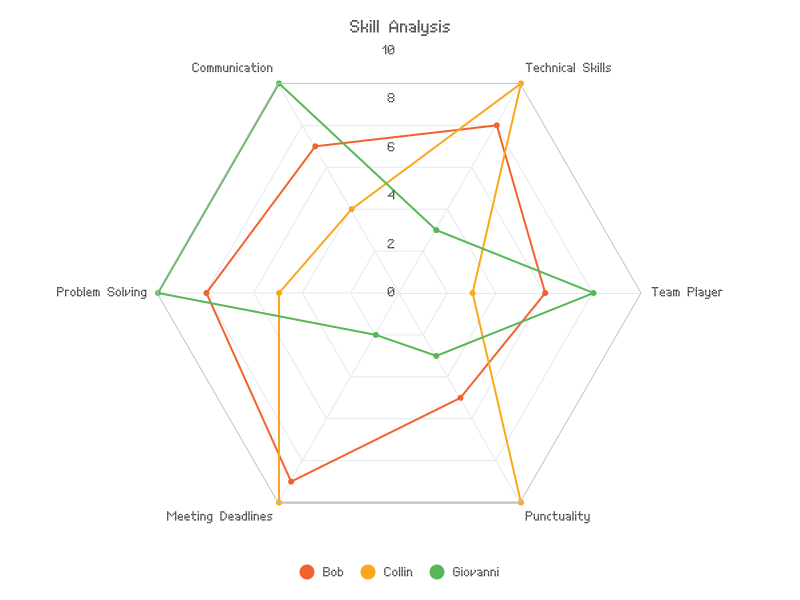 Skill Analysis
10
Communication
Technical Skills
8
6
4
2
Problem Solving
0
Team Player
Meeting Deadlines
Punctuality
Bob
Collin
Giovanni